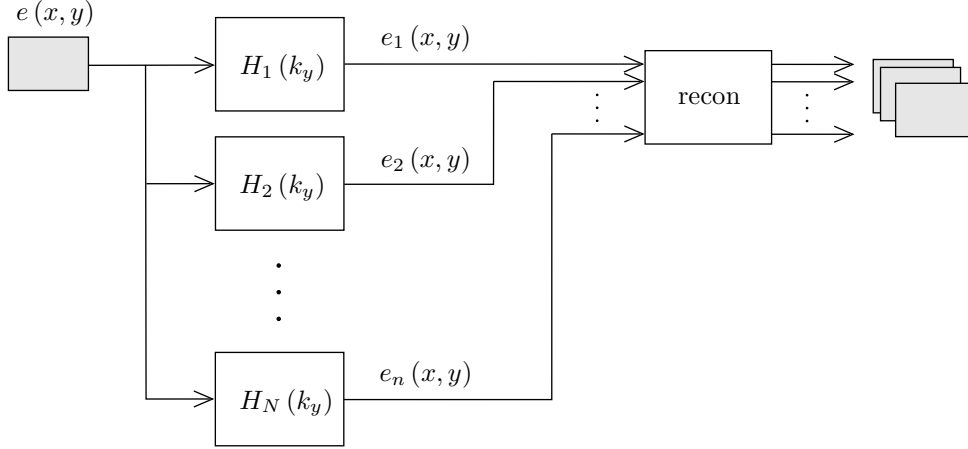 e (x, y)
H₁ (k_y)
e₁ (x, y)
recon
H₂ (k_y)
e₂ (x, y)
H_N (k_y)
e_n (x, y)